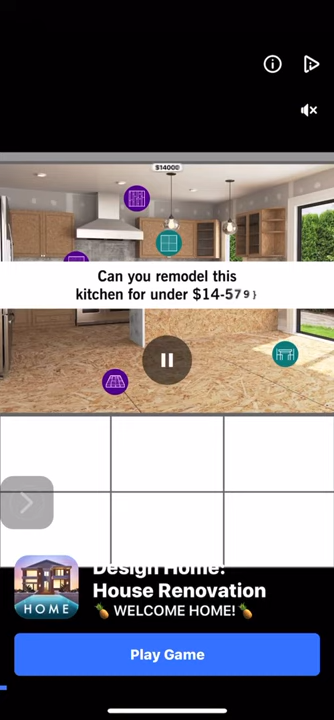 $14000
Can you remodel this
kitchen for under $14-579}
Design Home:
House Renovation
🍍 WELCOME HOME! 🍍
HOME
Play Game